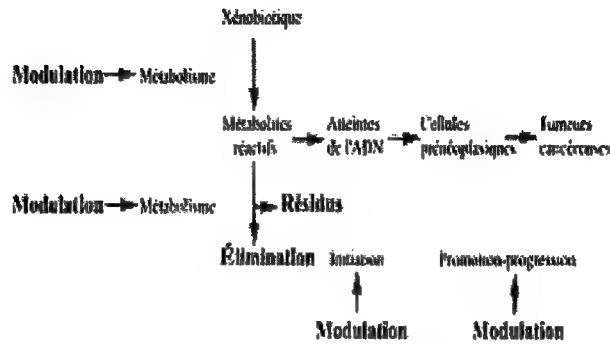 Xénobiotique
Modulation Métabolisme
Métabolites Atteintes Cellules Tumeurs
réactifs de l'ADN prénéoplasiques cancéreuses
Modulation Métabolisme
Résidus
Élimination Initiation Promotion-progression
Modulation Modulation